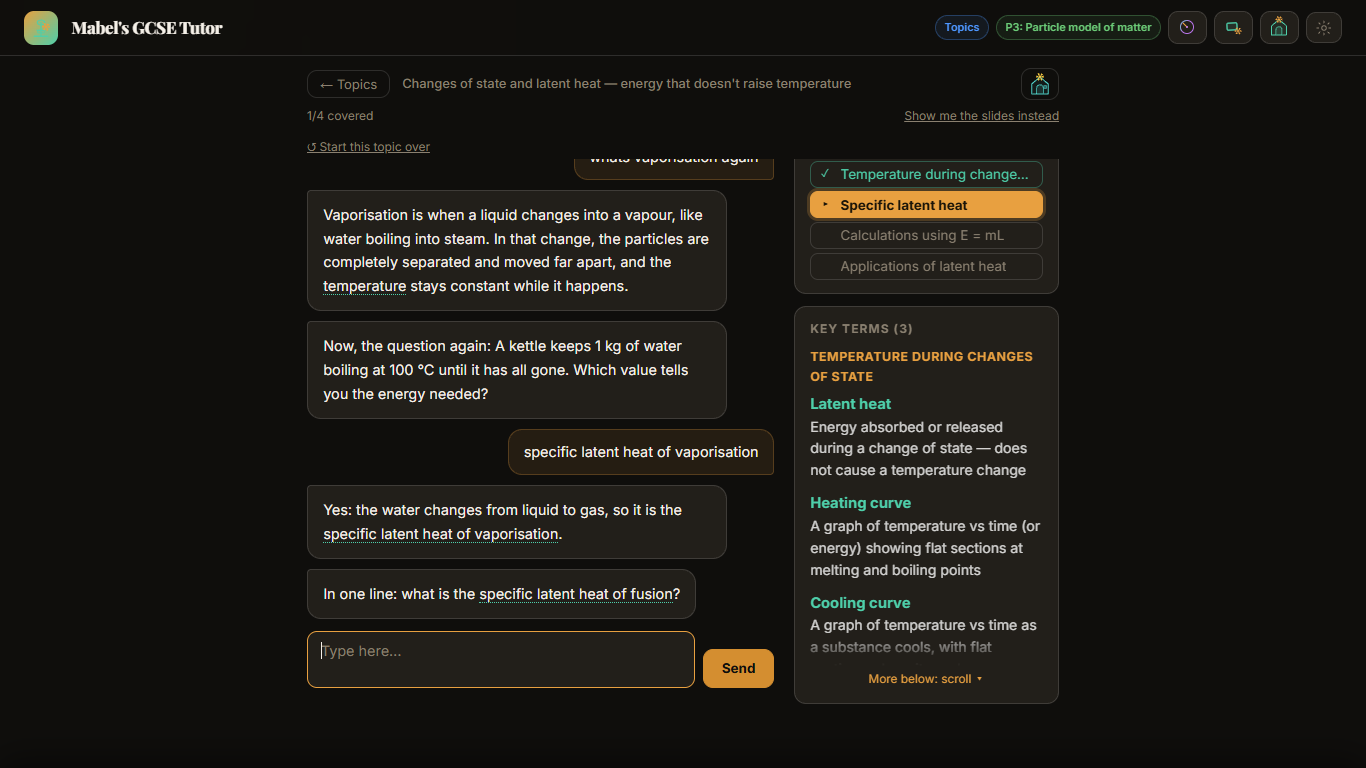 Mabel's GCSE Tutor
Topics
P3: Particle model of matter
← Topics
Changes of state and latent heat — energy that doesn't raise temperature
1/4 covered
Show me the slides instead
↺ Start this topic over
whats vaporisation again
Vaporisation is when a liquid changes into a vapour, like
water boiling into steam. In that change, the particles are
completely separated and moved far apart, and the
temperature stays constant while it happens.
Now, the question again: A kettle keeps 1 kg of water
boiling at 100 °C until it has all gone. Which value tells
you the energy needed?
specific latent heat of vaporisation
Yes: the water changes from liquid to gas, so it is the
specific latent heat of vaporisation.
In one line: what is the specific latent heat of fusion?
Type here...
Send
✓ Temperature during change...
‣ Specific latent heat
Calculations using E = mL
Applications of latent heat
KEY TERMS (3)
TEMPERATURE DURING CHANGES
OF STATE
Latent heat
Energy absorbed or released
during a change of state — does
not cause a temperature change
Heating curve
A graph of temperature vs time (or
energy) showing flat sections at
melting and boiling points
Cooling curve
A graph of temperature vs time as
a substance cools, with flat
More below: scroll ▾